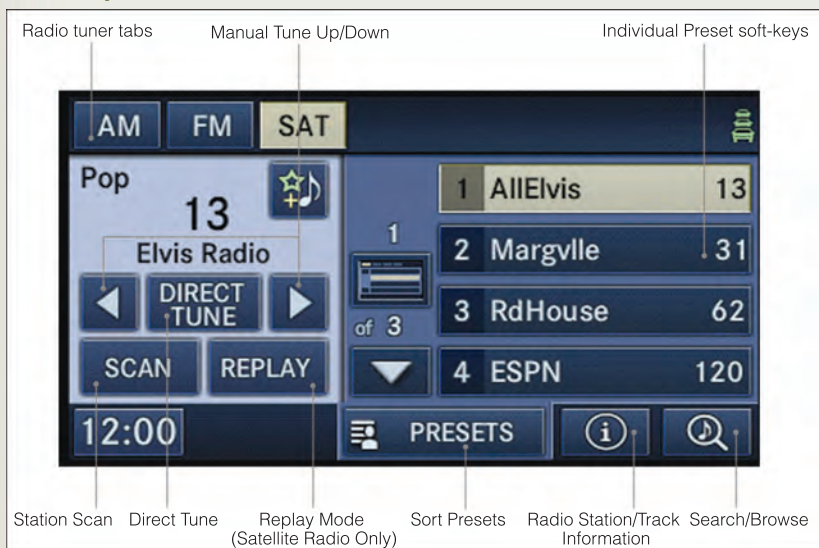 Radio tuner tabs
Manual Tune Up/Down
Individual Preset soft-keys
AM
FM
SAT
Pop
13
Elvis Radio
DIRECT
TUNE
SCAN
REPLAY
1
of 3
1 AllElvis 13
2 Margvlle 31
3 RdHouse 62
4 ESPN 120
12:00
PRESETS
i
Station Scan
Direct Tune
Replay Mode
(Satellite Radio Only)
Sort Presets
Radio Station/Track
Information
Search/Browse